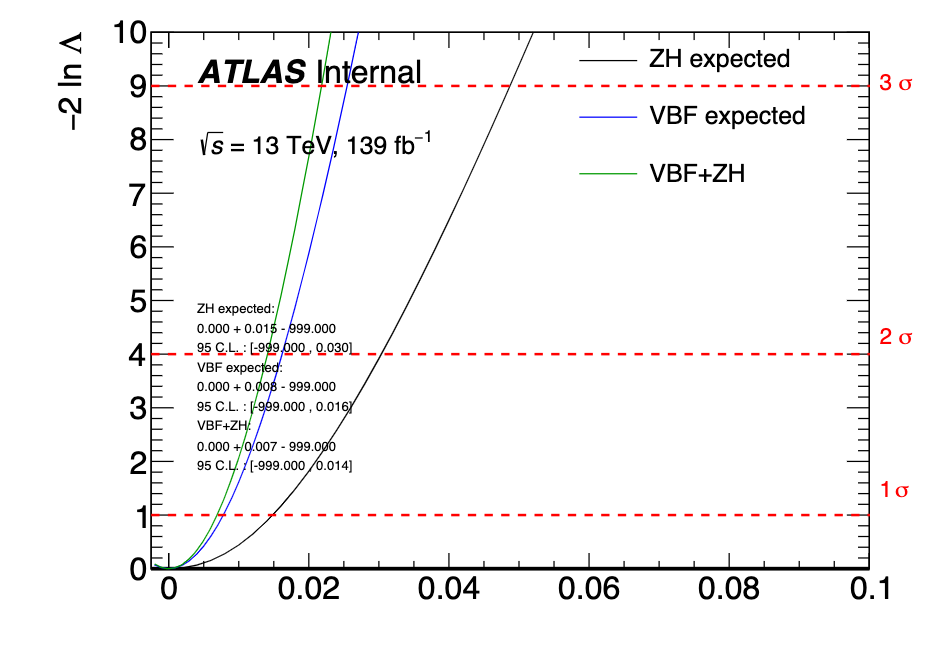 −2 ln Λ
10
9
8
7
6
5
4
3
2
1
0
ATLAS Internal
√s = 13 TeV, 139 fb⁻¹
ZH expected
VBF expected
VBF+ZH
3 σ
2 σ
1 σ
ZH expected:
0.000 + 0.015 - 999.000
95 C.L. : [-999.000 , 0.030]
VBF expected:
0.000 + 0.008 - 999.000
95 C.L. : [-999.000 , 0.016]
VBF+ZH:
0.000 + 0.007 - 999.000
95 C.L. : [-999.000 , 0.014]
0 0.02 0.04 0.06 0.08 0.1